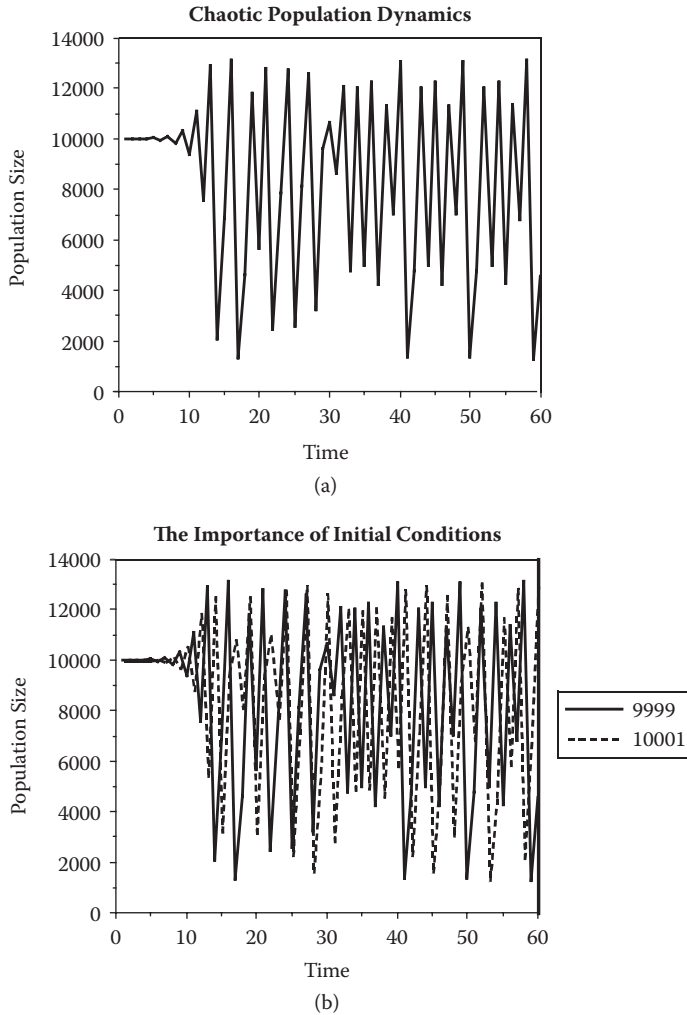 Chaotic Population Dynamics
14000
12000
10000
8000
6000
4000
2000
0
Population Size
0 10 20 30 40 50 60
Time
(a)
The Importance of Initial Conditions
14000
12000
10000
8000
6000
4000
2000
0
Population Size
0 10 20 30 40 50 60
Time
9999
10001
(b)